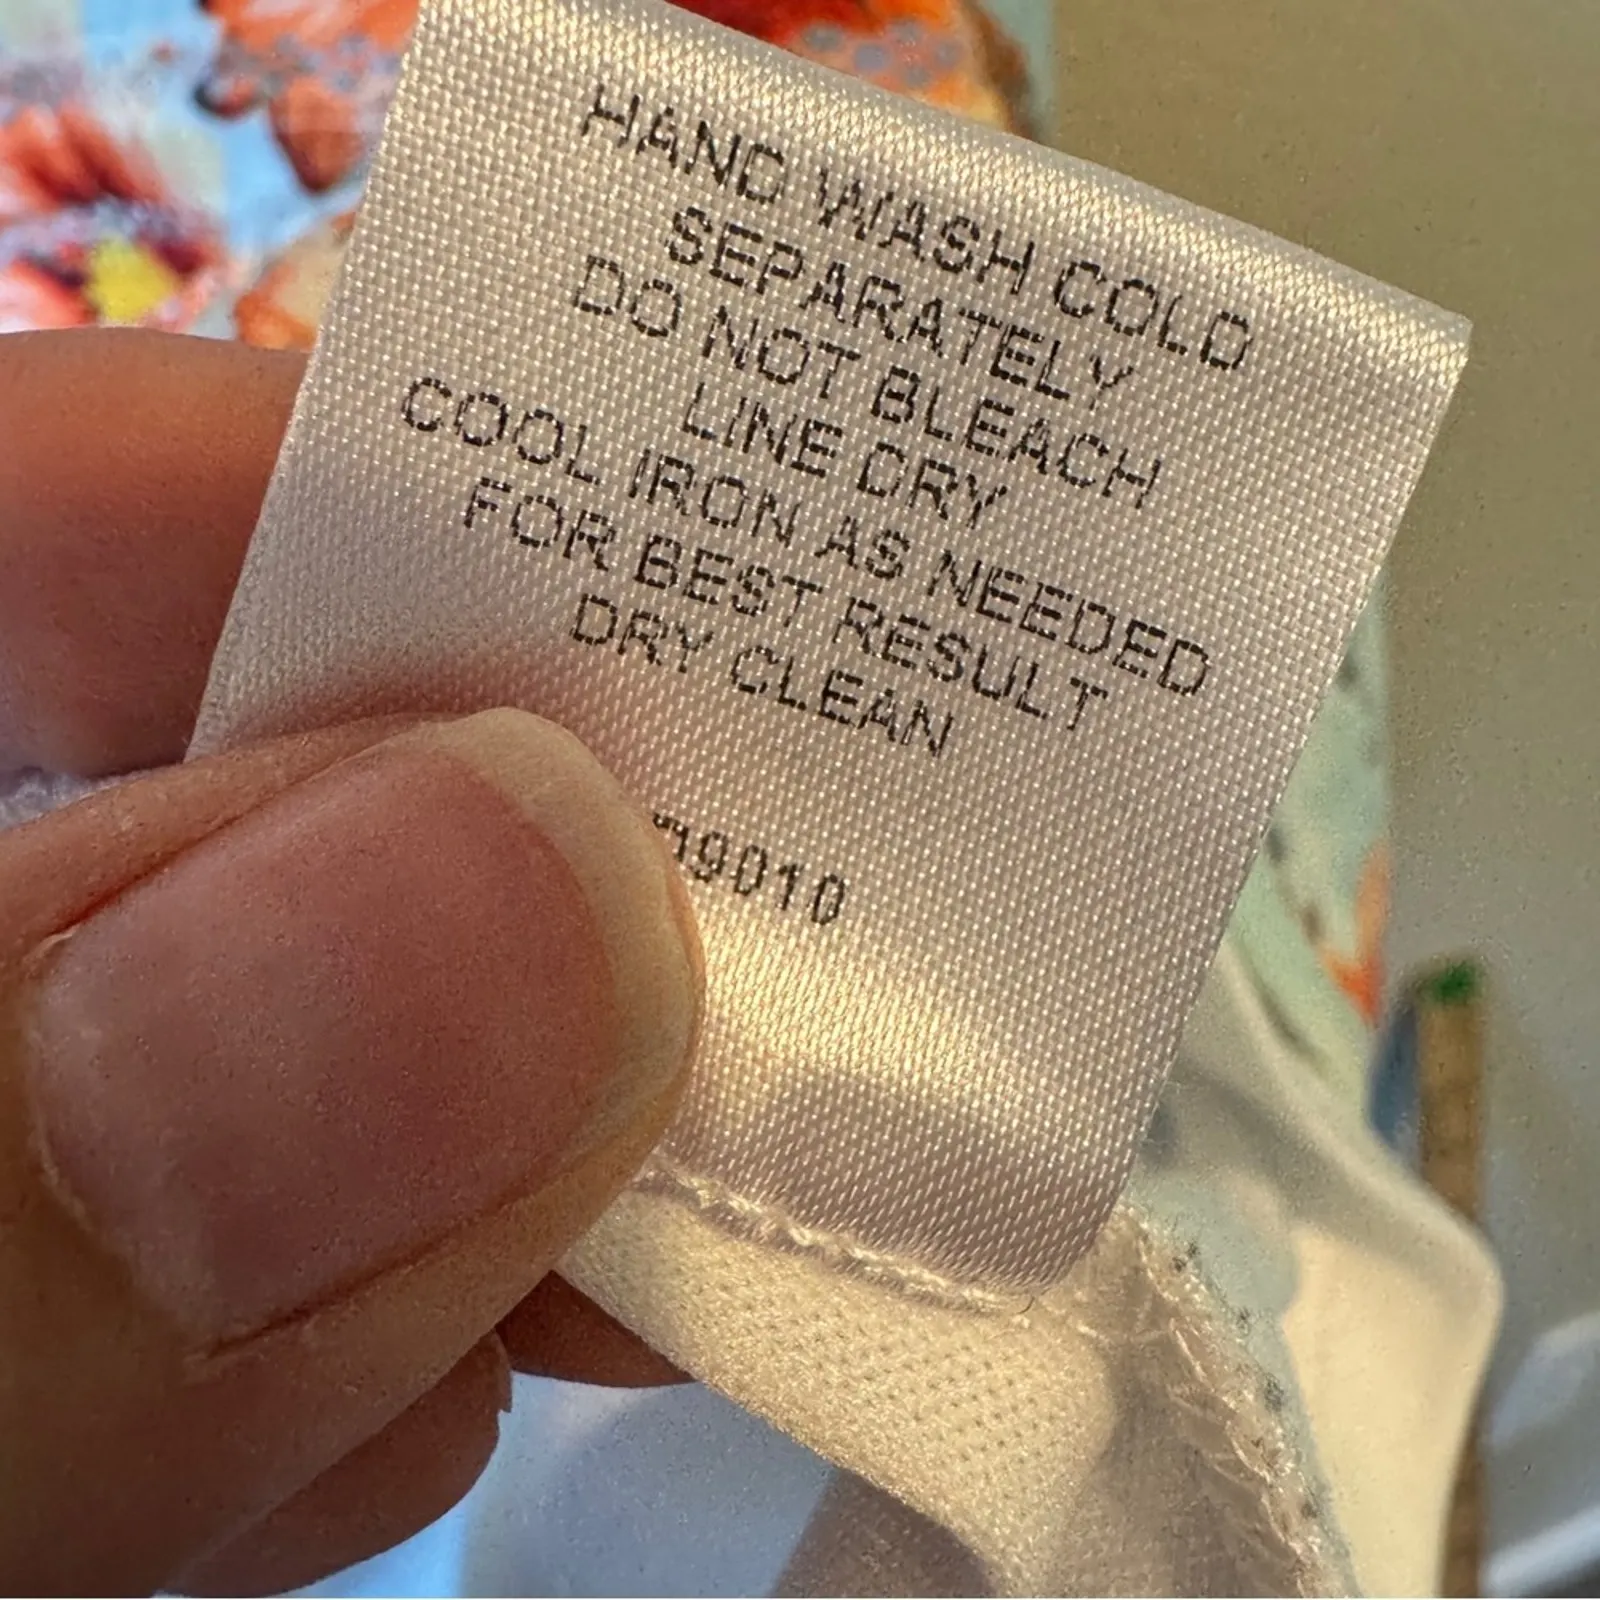 HAND WASH COLD
SEPARATELY
DO NOT BLEACH
LINE DRY
COOL IRON AS NEEDED
FOR BEST RESULT
DRY CLEAN